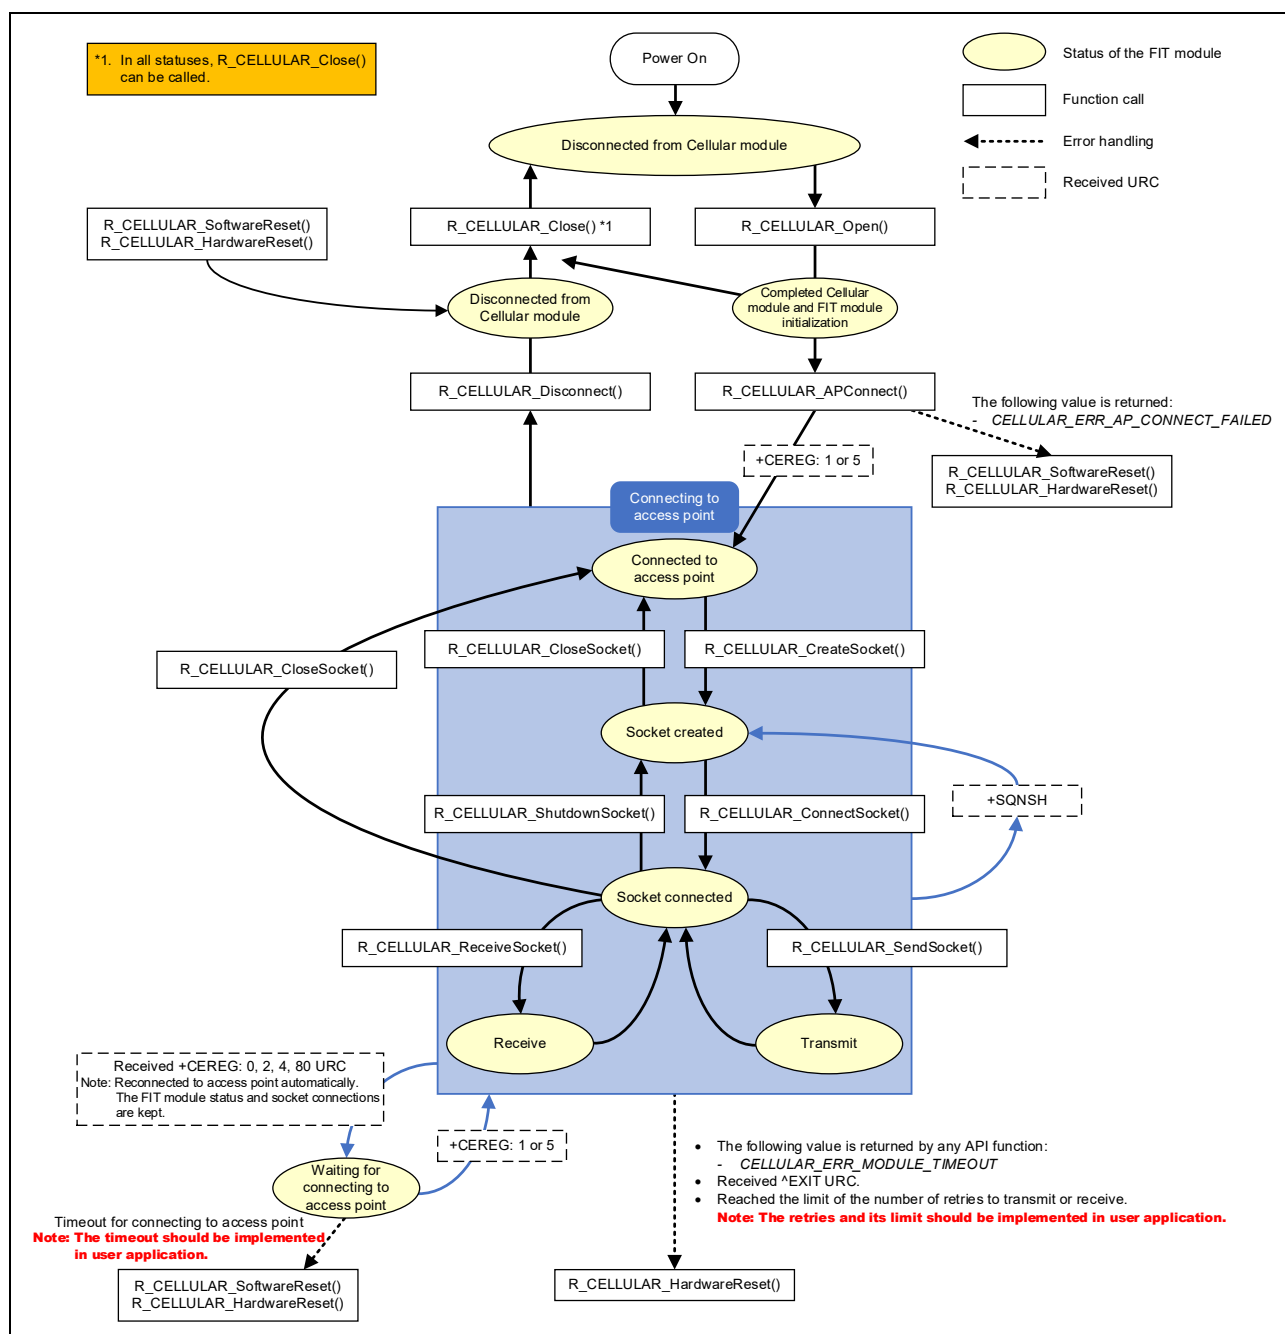 *1. In all statuses, R_CELLULAR_Close()
can be called.
Power On
Status of the FIT module
Function call
Error handling
Received URC
Disconnected from Cellular module
R_CELLULAR_SoftwareReset()
R_CELLULAR_HardwareReset()
R_CELLULAR_Close() *1
R_CELLULAR_Open()
Disconnected from
Cellular module
Completed Cellular
module and FIT module
initialization
R_CELLULAR_Disconnect()
R_CELLULAR_APConnect()
The following value is returned:
- CELLULAR_ERR_AP_CONNECT_FAILED
+CEREG: 1 or 5
R_CELLULAR_SoftwareReset()
R_CELLULAR_HardwareReset()
Connecting to
access point
Connected to
access point
R_CELLULAR_CloseSocket()
R_CELLULAR_CloseSocket()
R_CELLULAR_CreateSocket()
Socket created
R_CELLULAR_ShutdownSocket()
R_CELLULAR_ConnectSocket()
+SQNSH
Socket connected
R_CELLULAR_ReceiveSocket()
R_CELLULAR_SendSocket()
Receive
Transmit
Received +CEREG: 0, 2, 4, 80 URC
Note: Reconnected to access point automatically.
The FIT module status and socket connections
are kept.
+CEREG: 1 or 5
Waiting for
connecting to
access point
Timeout for connecting to access point
Note: The timeout should be implemented
in user application.
R_CELLULAR_SoftwareReset()
R_CELLULAR_HardwareReset()
• The following value is returned by any API function:
- CELLULAR_ERR_MODULE_TIMEOUT
• Received ^EXIT URC.
• Reached the limit of the number of retries to transmit or receive.
Note: The retries and its limit should be implemented in user application.
R_CELLULAR_HardwareReset()